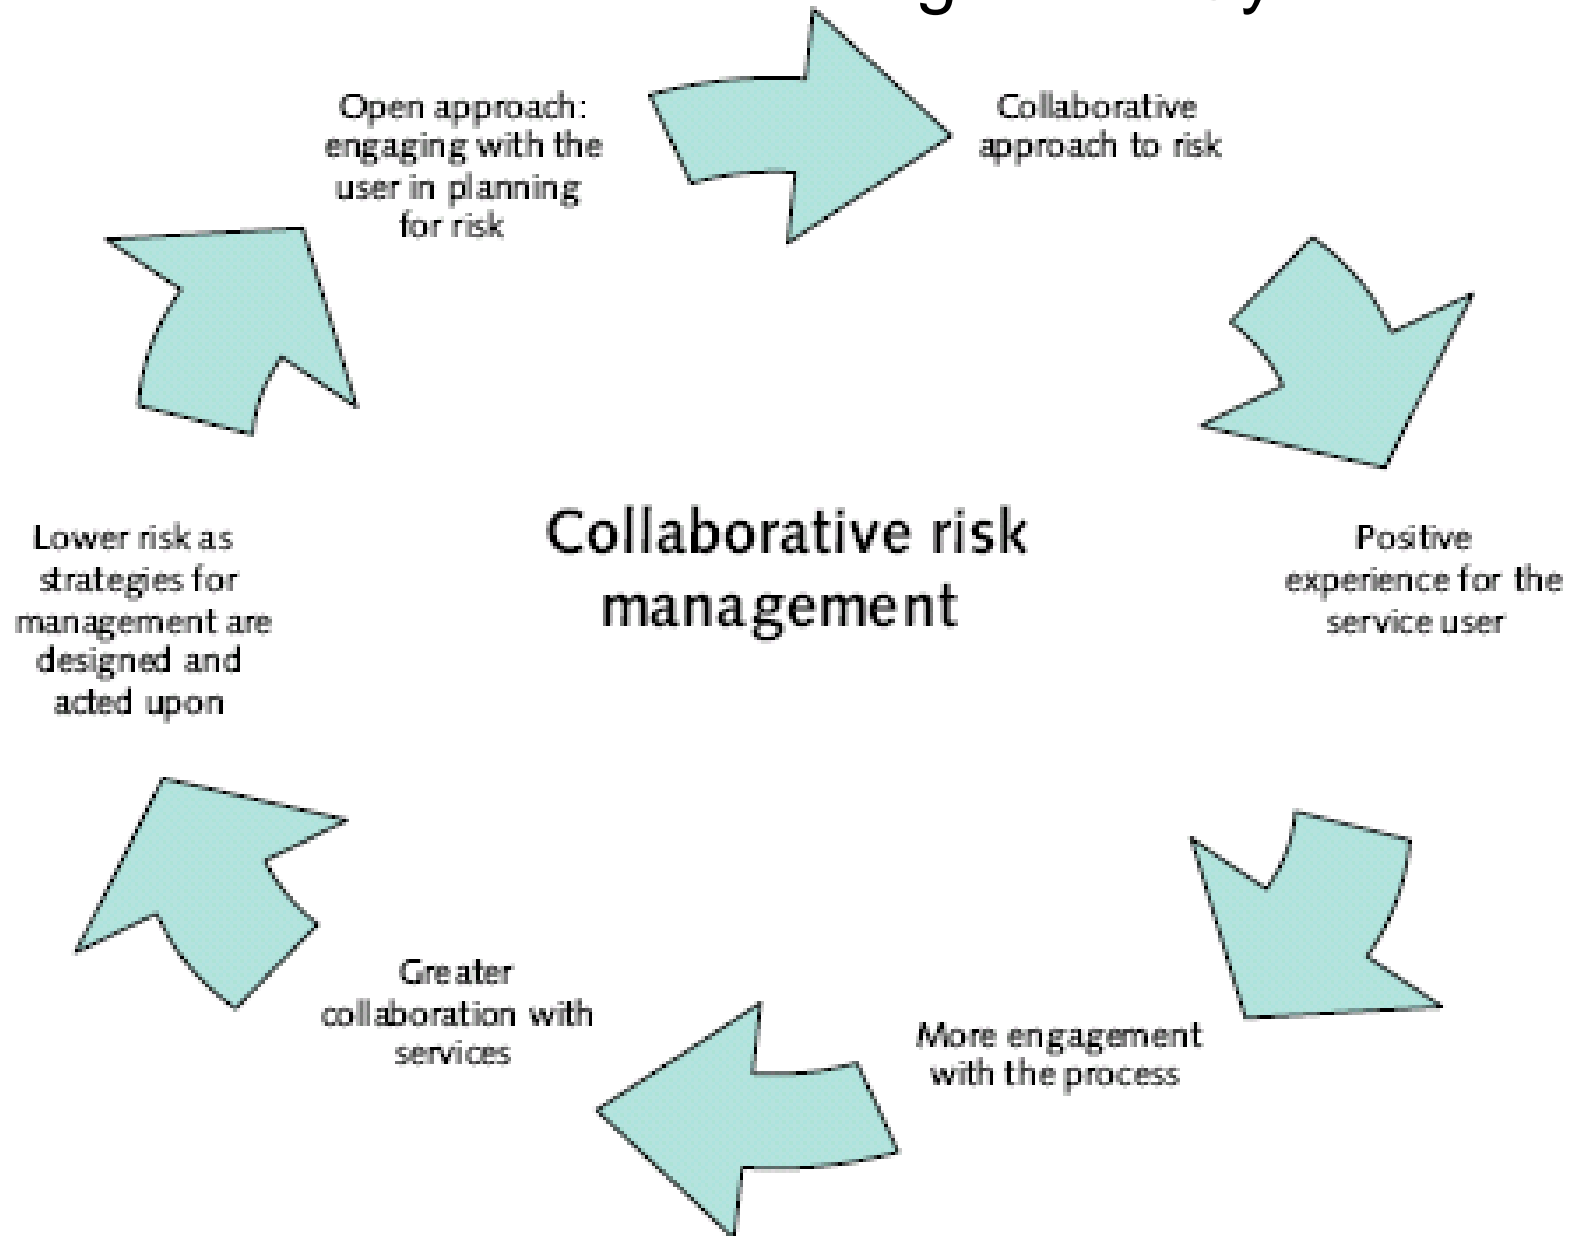 Open approach:
engaging with the
user in planning
for risk
Collaborative
approach to risk
Positive
experience for the
service user
More engagement
with the process
Greater
collaboration with
services
Lower risk as
strategies for
management are
designed and
acted upon
Collaborative risk
management